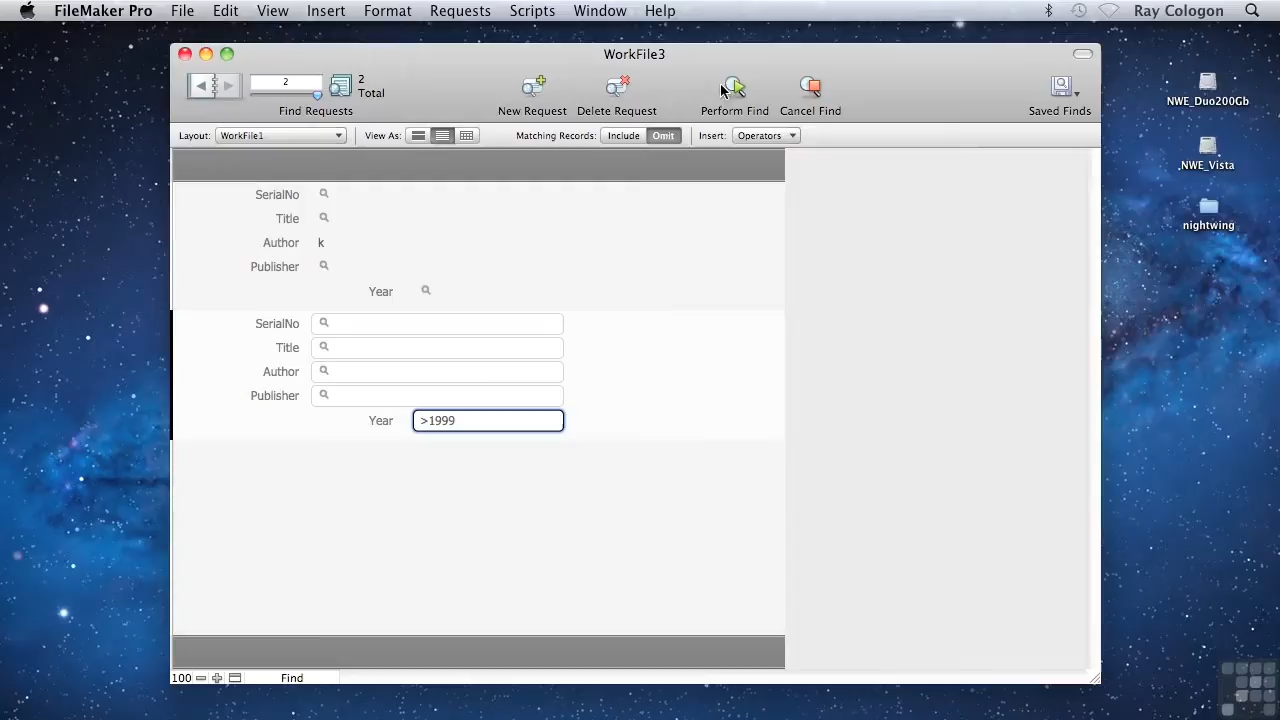 FileMaker Pro File Edit View Insert Format Requests Scripts Window Help Ray Cologon
WorkFile3
2 2
Total
Find Requests New Request Delete Request Perform Find Cancel Find Saved Finds
Layout: WorkFile1 View As: Matching Records: Include Omit Insert: Operators
SerialNo
Title
Author k
Publisher
Year
SerialNo
Title
Author
Publisher
Year >1999
100 Find
NWE_Duo200Gb
NWE_Vista
nightwing